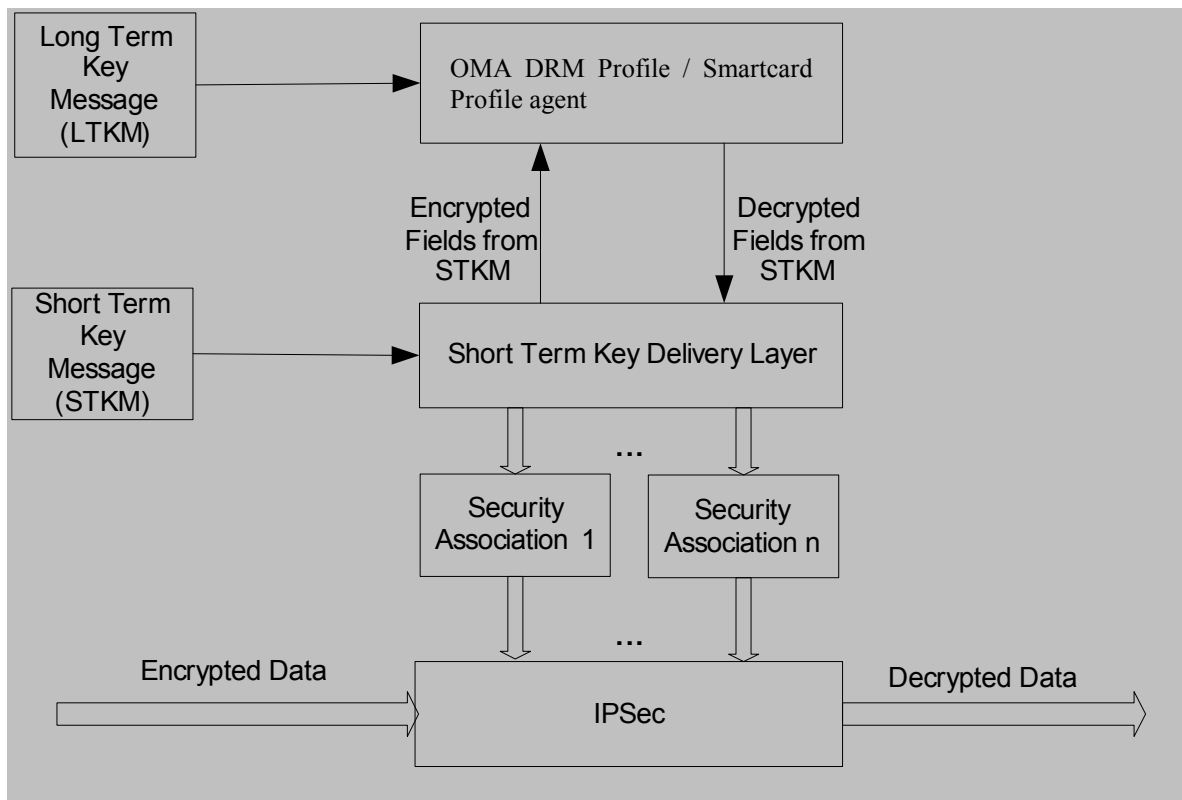 Long Term
Key
Message
(LTKM)
OMA DRM Profile / Smartcard
Profile agent
Encrypted
Fields from
STKM
Decrypted
Fields from
STKM
Short Term
Key
Message
(STKM)
Short Term Key Delivery Layer
...
Security
Association 1
Security
Association n
...
Encrypted Data
IPSec
Decrypted Data